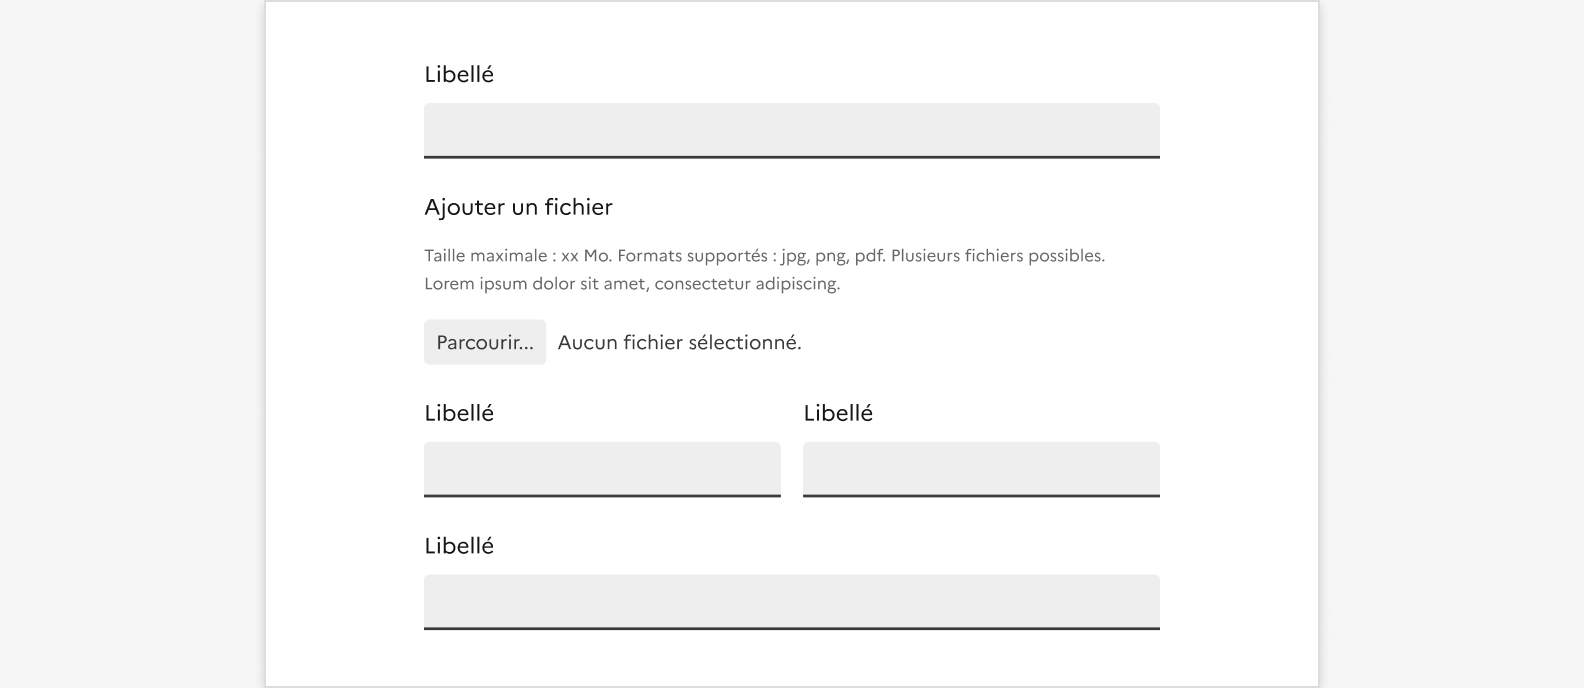 Libellé
Ajouter un fichier
Taille maximale : xx Mo. Formats supportés : jpg, png, pdf. Plusieurs fichiers possibles.
Lorem ipsum dolor sit amet, consectetur adipiscing.
Parcourir... Aucun fichier sélectionné.
Libellé Libellé
Libellé